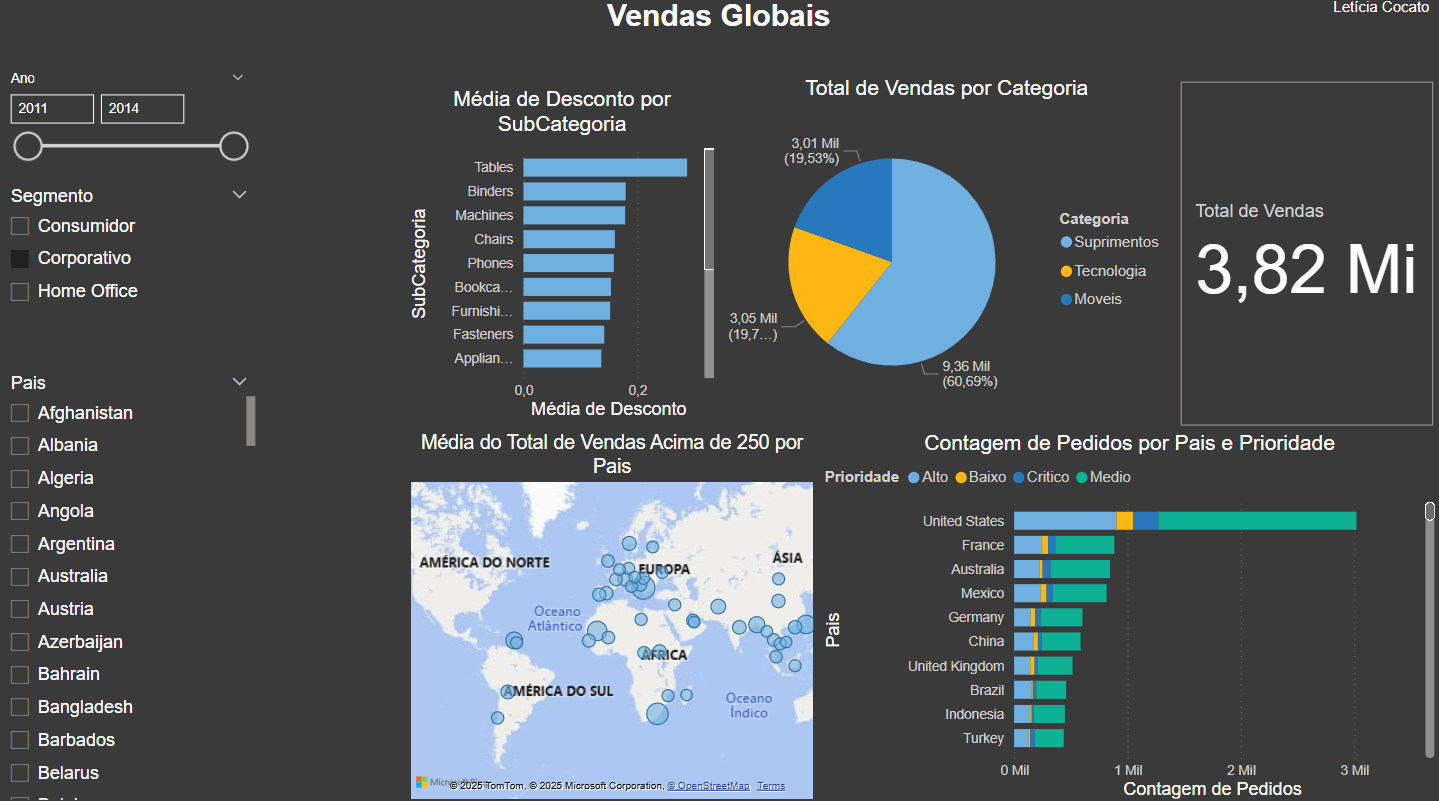 Vendas Globais
Letícia Cocato
Ano
2011
2014
Segmento
Consumidor
Corporativo
Home Office
Pais
Afghanistan
Albania
Algeria
Angola
Argentina
Australia
Austria
Azerbaijan
Bahrain
Bangladesh
Barbados
Belarus
Média de Desconto por
SubCategoria
SubCategoria
Tables
Binders
Machines
Chairs
Phones
Bookca…
Furnishi…
Fasteners
Applian…
0,0
0,2
Média de Desconto
Total de Vendas por Categoria
3,01 Mil
(19,53%)
3,05 Mil
(19,7…)
9,36 Mil
(60,69%)
Categoria
Suprimentos
Tecnologia
Moveis
Total de Vendas
3,82 Mi
Média do Total de Vendas Acima de 250 por
Pais
AMÉRICA DO NORTE
EUROPA
ÁSIA
Oceano
Atlântico
ÁFRICA
AMÉRICA DO SUL
Oceano
Índico
© 2025 TomTom, © 2025 Microsoft Corporation, © OpenStreetMap Terms
Contagem de Pedidos por Pais e Prioridade
Prioridade
Alto
Baixo
Critico
Medio
Pais
United States
France
Australia
Mexico
Germany
China
United Kingdom
Brazil
Indonesia
Turkey
0 Mil
1 Mil
2 Mil
3 Mil
Contagem de Pedidos